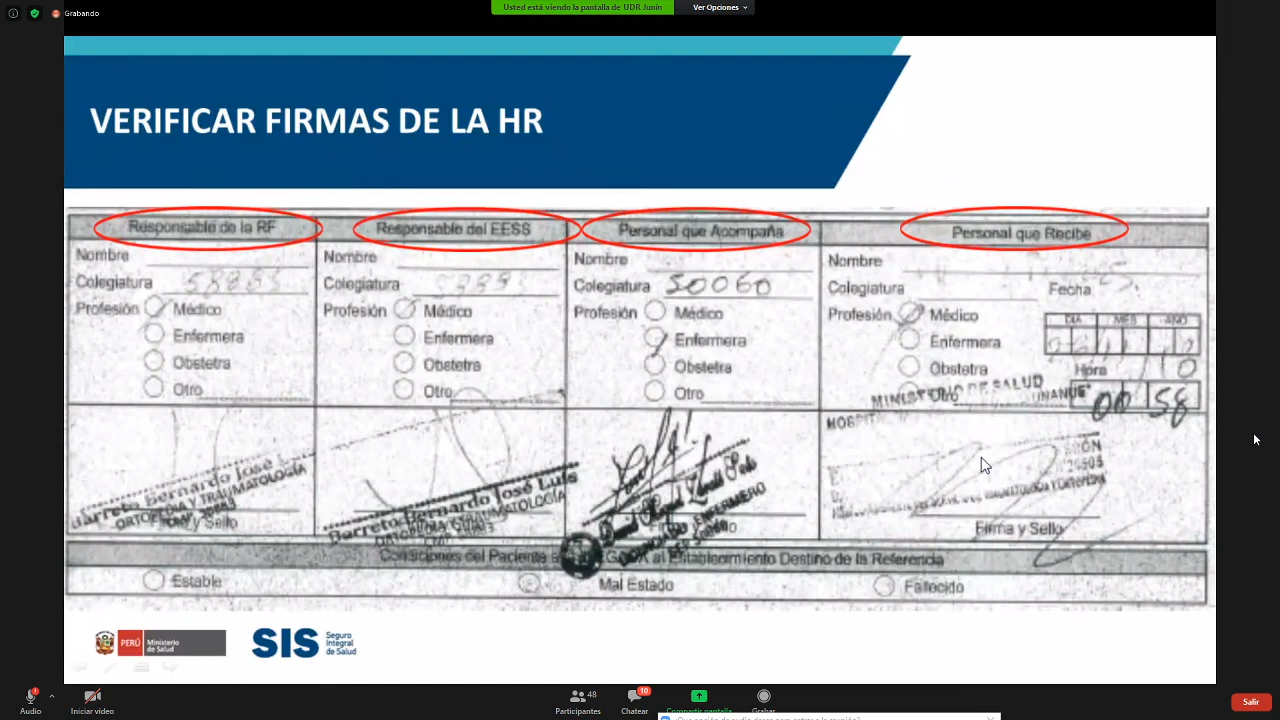 Grabando
Usted está viendo la pantalla de UDR Junín
Ver Opciones
VERIFICAR FIRMAS DE LA HR
Responsable de la RF
Responsable del EESS
Personal que Acompaña
Personal que Recibe
Nombre
Nombre
Nombre
Nombre
Colegiatura
Colegiatura
Colegiatura 50060
Colegiatura
Fecha
Profesión Médico
Profesión Médico
Profesión Médico
Profesión Médico
DIA MES AÑO
Enfermera
Enfermera
Enfermera
Enfermera
Obstetra
Obstetra
Obstetra
Obstetra
Hora
Otro
Otro
Otro
Otro
MINISTERIO DE SALUD
00 58
Barreto Bernardo José L
ORTOPEDIA Y TRAUMATOLOGÍA
y Sello
Barreto Bernardo José Luis
Firma y Sello
Condiciones del Paciente al Establecimiento Destino de la Referencia
Estable
Mal Estado
Fallecido
PERÚ
Ministerio
de Salud
SIS
Seguro
Integral
de Salud
Audio
Iniciar video
48
Participantes
10
Chatear
Compartir pantalla
Grabar
Salir